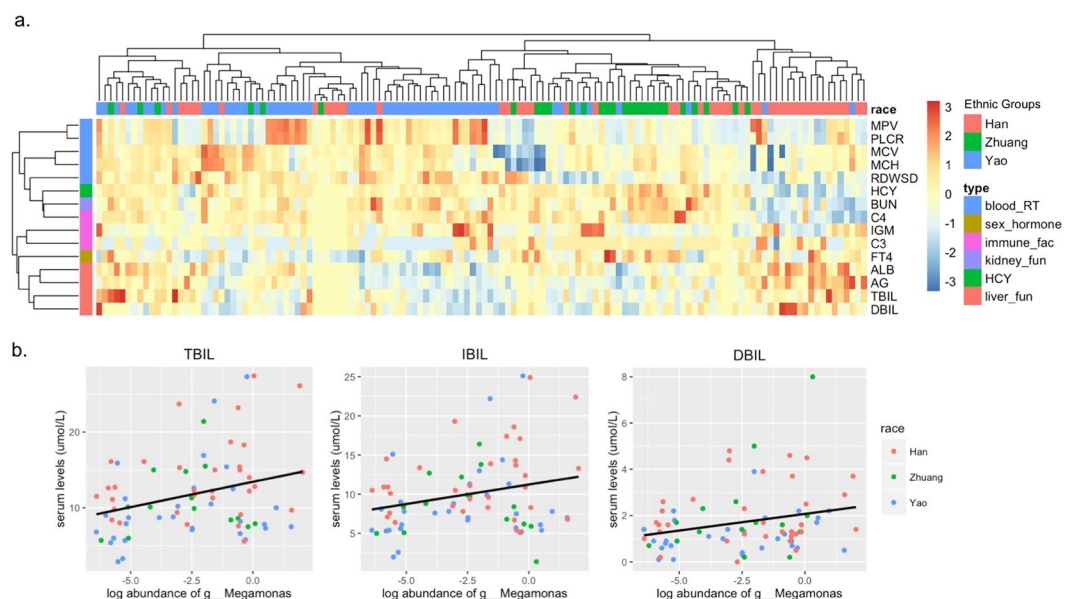 a.
race
MPV
PLCR
MCV
MCH
RDWSD
HCY
BUN
C4
IGM
C3
FT4
ALB
AG
TBIL
DBIL
3
2
1
0
-1
-2
-3
Ethnic Groups
Han
Zhuang
Yao
type
blood_RT
sex_hormone
immune_fac
kidney_fun
HCY
liver_fun
b.
TBIL
serum levels (umol/L)
20
10
-5.0
-2.5
0.0
log abundance of g__Megamonas
IBIL
serum levels (umol/L)
25
20
15
10
5
-5.0
-2.5
0.0
log abundance of g__Megamonas
DBIL
serum levels (umol/L)
8
6
4
2
0
-5.0
-2.5
0.0
log abundance of g__Megamonas
race
Han
Zhuang
Yao